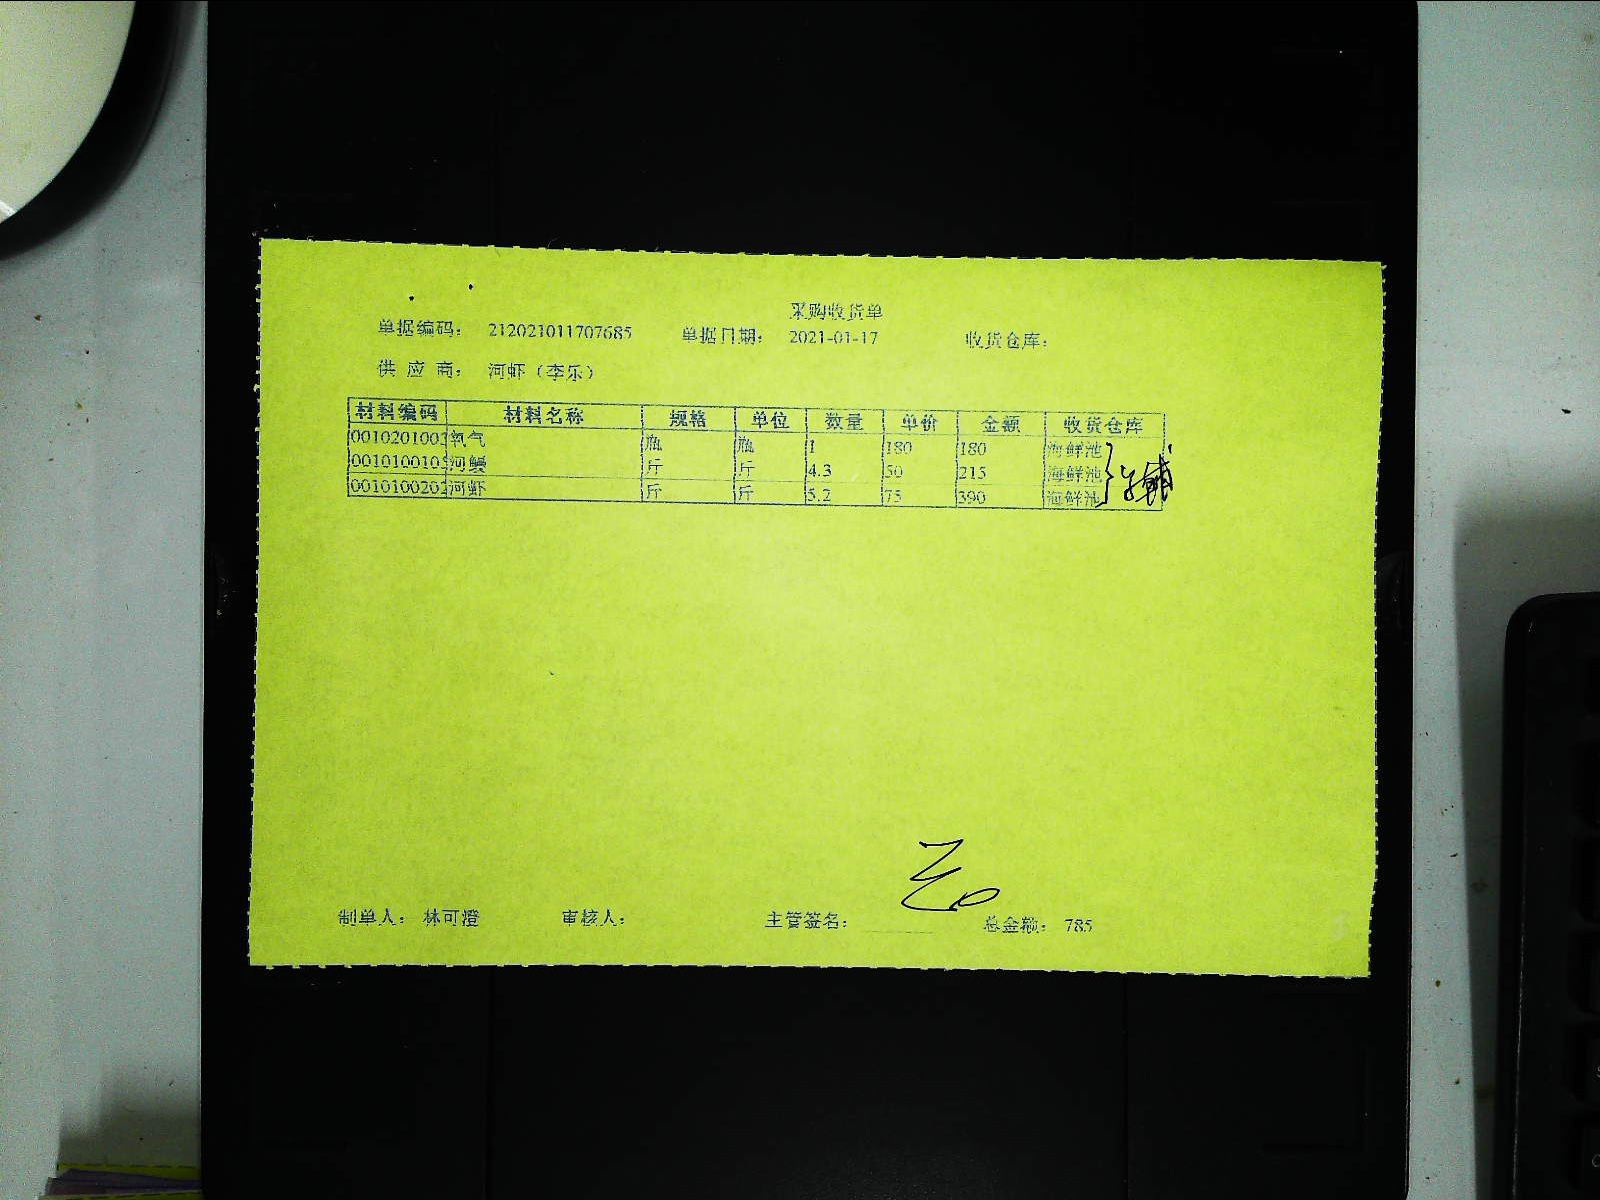 采购收货单
单据编码： 212021011707685 单据日期： 2021-01-17 收货仓库：
供 应 商： 河虾（李乐）
材料编码 材料名称 规格 单位 数量 单价 金额 收货仓库
001020100 氧气 瓶 瓶 1 180 180 海鲜池
001010010 河鳗 斤 斤 4.3 50 215 海鲜池
0010100202 河虾 斤 斤 5.2 75 390 海鲜池
制单人： 林可澄 审核人： 主管签名： 总金额： 785